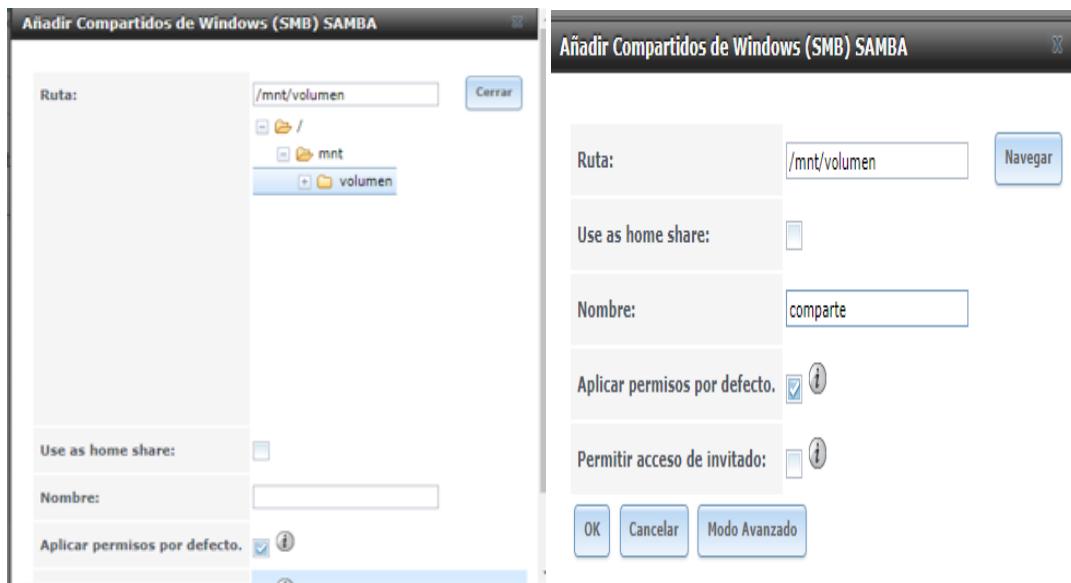 Añadir Compartidos de Windows (SMB) SAMBA
Ruta:
/mnt/volumen
Cerrar
/
mnt
volumen
Use as home share:
Nombre:
Aplicar permisos por defecto.
Añadir Compartidos de Windows (SMB) SAMBA
Ruta:
/mnt/volumen
Navegar
Use as home share:
Nombre:
comparte
Aplicar permisos por defecto.
Permitir acceso de invitado:
OK
Cancelar
Modo Avanzado